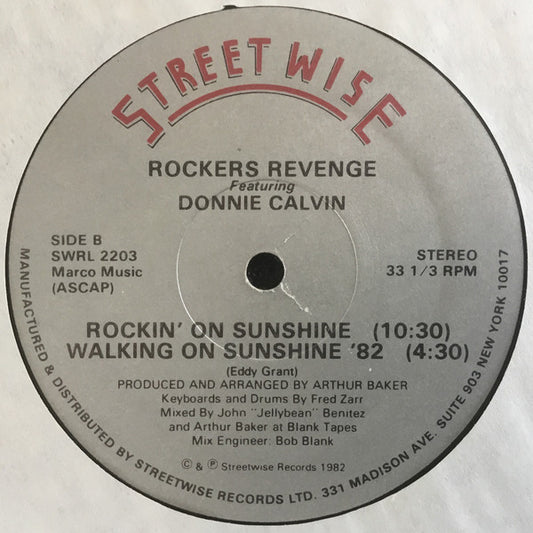 STREETWISE
ROCKERS REVENGE
Featuring
DONNIE CALVIN
SIDE B
SWRL 2203
Marco Music
(ASCAP)
STEREO
33 1/3 RPM
ROCKIN' ON SUNSHINE (10:30)
WALKING ON SUNSHINE '82 (4:30)
(Eddy Grant)
PRODUCED AND ARRANGED BY ARTHUR BAKER
Keyboards and Drums By Fred Zarr
Mixed By John "Jellybean" Benitez
and Arthur Baker at Blank Tapes
Mix Engineer: Bob Blank
© & ℗ Streetwise Records 1982
MANUFACTURED & DISTRIBUTED BY STREETWISE RECORDS LTD. 331 MADISON AVE. SUITE 903 NEW YORK 10017